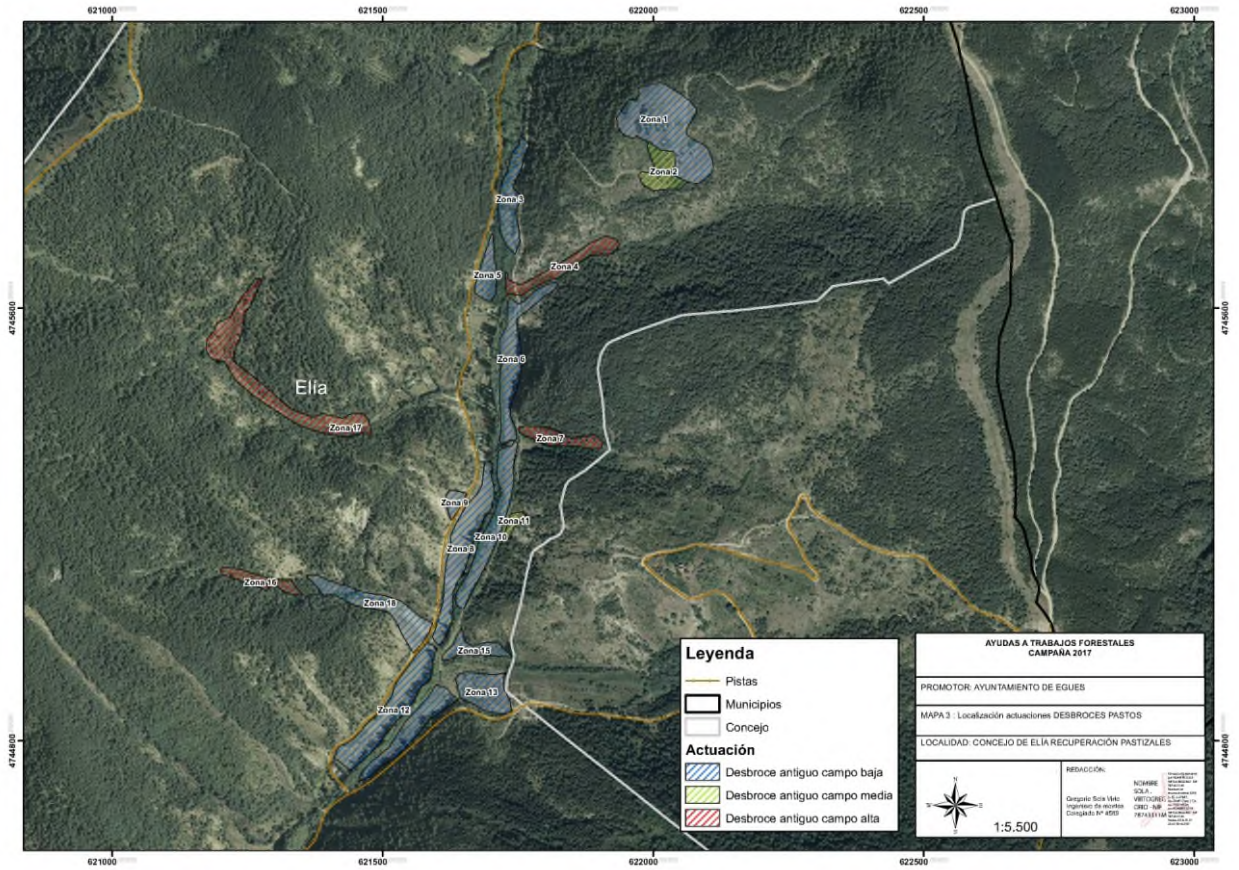 621000 621500 622000 622500 623000
Zona 1
Zona 2
Zona 3
Zona 4
Zona 5
4745600 4745600
Zona 6
Elía
Zona 17
Zona 7
Zona 9
Zona 11
Zona 10
Zona 8
Zona 16
Zona 18
Zona 15
Zona 13
Zona 12
4744800 4744800
Leyenda
Pistas
Municipios
Concejo
Actuación
Desbroce antiguo campo baja
Desbroce antiguo campo media
Desbroce antiguo campo alta
AYUDAS A TRABAJOS FORESTALES
CAMPAÑA 2017
PROMOTOR: AYUNTAMIENTO DE EGUES
MAPA 3 : Localización actuaciones DESBROCES PASTOS
LOCALIDAD: CONCEJO DE ELÍA RECUPERACIÓN PASTIZALES
N
S
E
1:5.500
REDACCIÓN:
Gregorio Sola
Ingeniero de montes
Colegiado Nº
NOMBRE
SOLA
621000 621500 622000 622500 623000